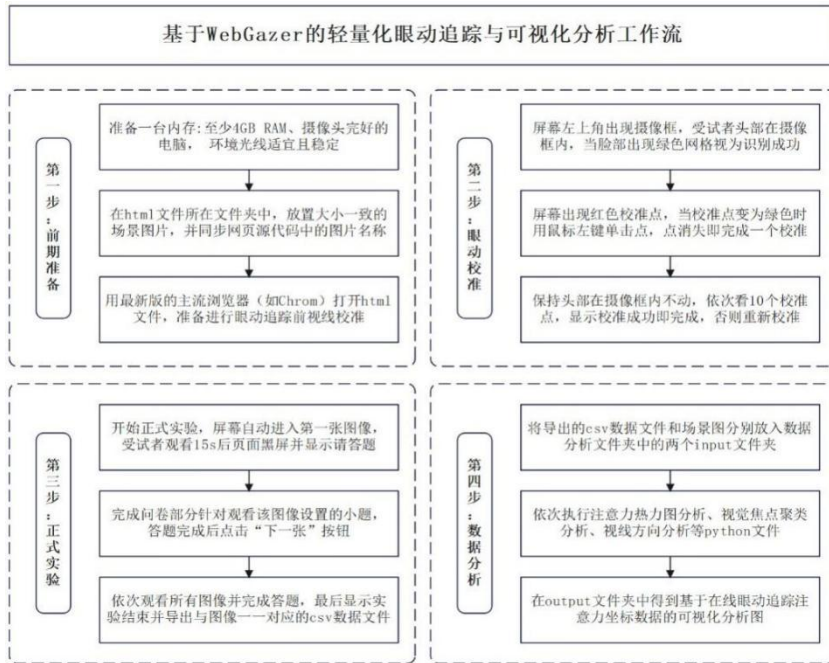 基于WebGazer的轻量化眼动追踪与可视化分析工作流
第一步：前期准备
准备一台内存:至少4GB RAM、摄像头完好的
电脑， 环境光线适宜且稳定
在html文件所在文件夹中，放置大小一致的
场景图片，并同步网页源代码中的图片名称
用最新版的主流浏览器（如Chrom）打开html
文件，准备进行眼动追踪前视线校准
第二步：眼动校准
屏幕左上角出现摄像框，受试者头部在摄像
框内，当脸部出现绿色网格视为识别成功
屏幕出现红色校准点，当校准点变为绿色时
用鼠标左键单击点，点消失即完成一个校准
保持头部在摄像框内不动，依次看10个校准
点，显示校准成功即完成，否则重新校准
第三步：正式实验
开始正式实验，屏幕自动进入第一张图像，
受试者观看15s后页面黑屏并显示请答题
完成问卷部分针对观看该图像设置的小题，
答题完成后点击“下一张”按钮
依次观看所有图像并完成答题，最后显示实
验结束并导出与图像一一对应的csv数据文件
第四步：数据分析
将导出的csv数据文件和场景图分别放入数据
分析文件夹中的两个input文件夹
依次执行注意力热力图分析、视觉焦点聚类
分析、视线方向分析等python文件
在output文件夹中得到基于在线眼动追踪注
意力坐标数据的可视化分析图